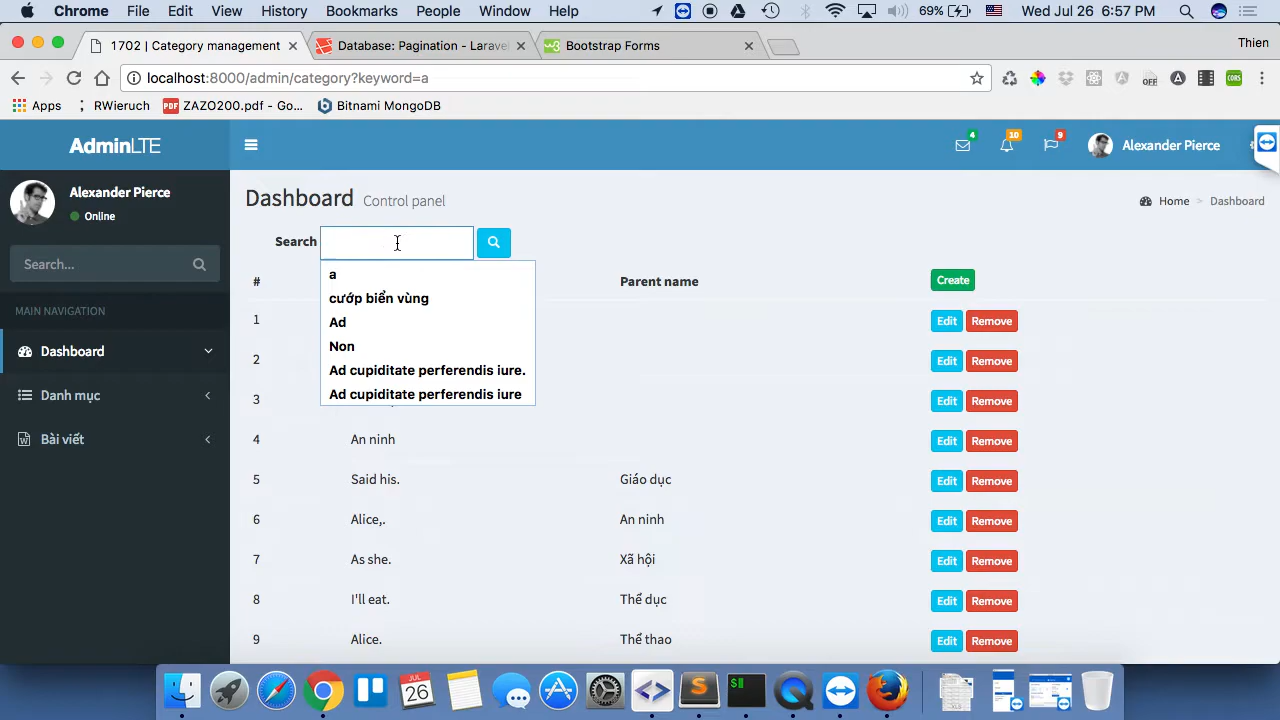 Chrome File Edit View History Bookmarks People Window Help 69% Wed Jul 26 6:57 PM
1702 | Category management Database: Pagination - Laravel Bootstrap Forms Thien
localhost:8000/admin/category?keyword=a OFF CORS
Apps RWieruch PDF ZAZO200.pdf - Go... Bitnami MongoDB
AdminLTE 4 10 9 Alexander Pierce
Alexander Pierce
Online
Dashboard Control panel Home > Dashboard
Search
Search...
a
# Parent name Create
cướp biển vùng
MAIN NAVIGATION
1 Ad Edit Remove
Non
Dashboard
2 Edit Remove
Ad cupiditate perferendis iure.
Danh mục
Ad cupiditate perferendis iure
3 Edit Remove
Bài viết
4 An ninh Edit Remove
5 Said his. Giáo dục Edit Remove
6 Alice,. An ninh Edit Remove
7 As she. Xã hội Edit Remove
8 I'll eat. Thể dục Edit Remove
9 Alice. Thể thao Edit Remove
JUL
26
XLS